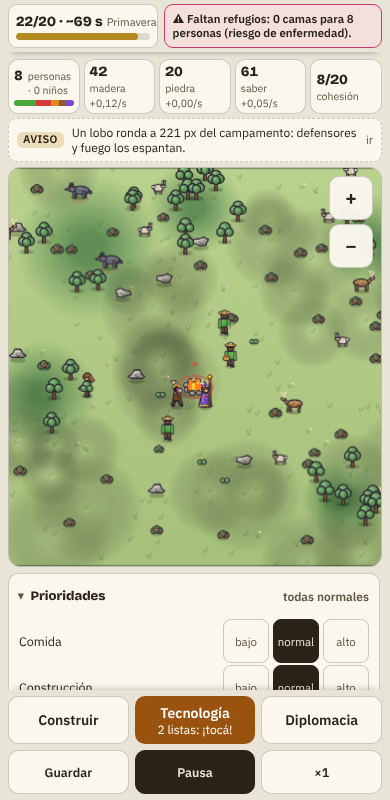 22/20 · ~69 s Primavera
⚠ Faltan refugios: 0 camas para 8
personas (riesgo de enfermedad).
8 personas
· 0 niños
42
madera
+0,12/s
20
piedra
+0,00/s
61
saber
+0,05/s
8/20
cohesión
AVISO
Un lobo ronda a 221 px del campamento: defensores
y fuego los espantan.
ir
+
−
▼ Prioridades
todas normales
Comida
bajo
normal
alto
Construcción
bajo
normal
alto
Construir
Tecnología
2 listas: ¡tocá!
Diplomacia
Guardar
Pausa
×1